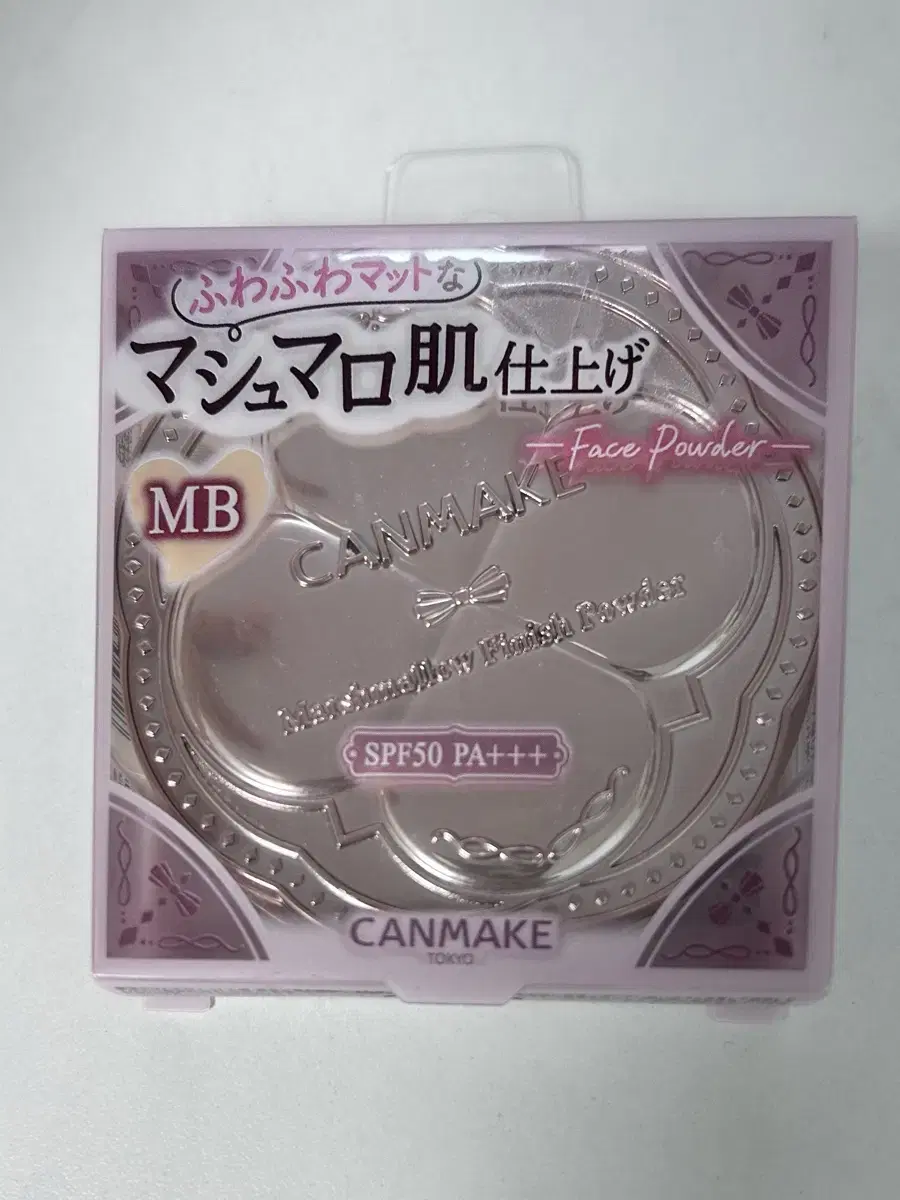 ふわふわマットな
マシュマロ肌仕上げ
Face Powder
MB
CANMAKE
Marshmallow Finish Powder
SPF50 PA+++
CANMAKE
TOKYO